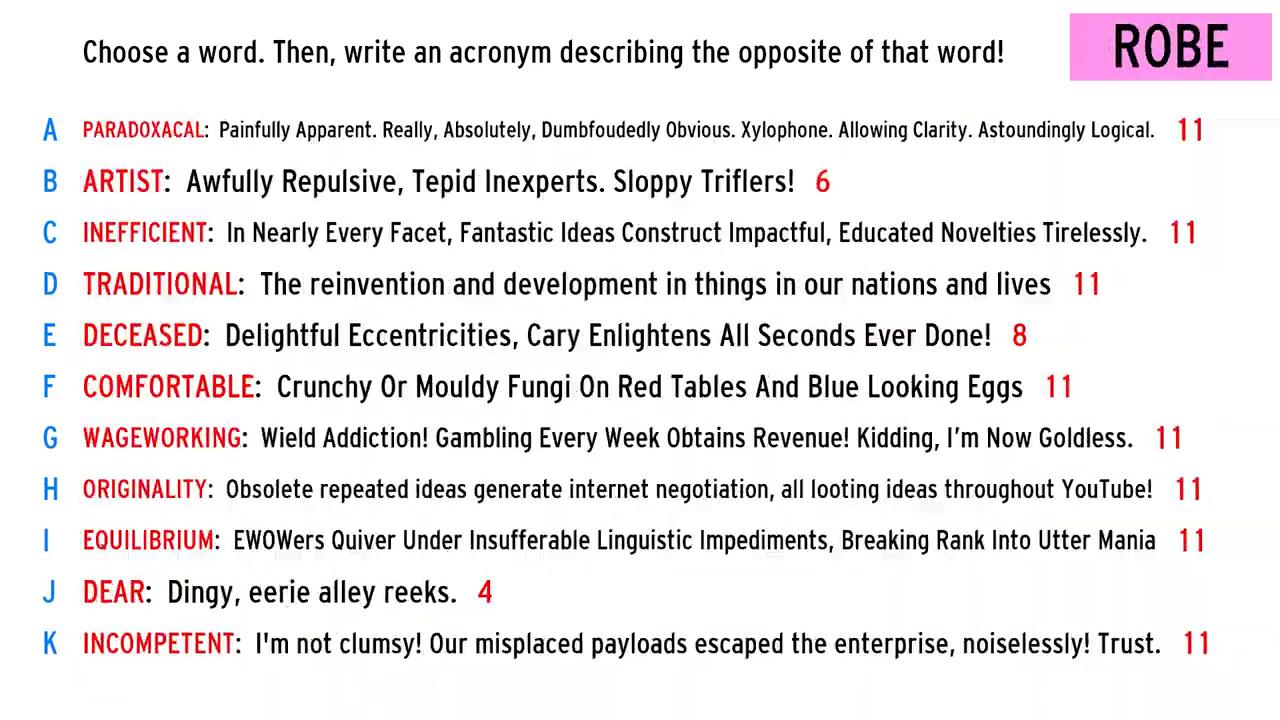 Choose a word. Then, write an acronym describing the opposite of that word!
ROBE
A PARADOXACAL: Painfully Apparent. Really, Absolutely, Dumbfoudedly Obvious. Xylophone. Allowing Clarity. Astoundingly Logical. 11
B ARTIST: Awfully Repulsive, Tepid Inexperts. Sloppy Triflers! 6
C INEFFICIENT: In Nearly Every Facet, Fantastic Ideas Construct Impactful, Educated Novelties Tirelessly. 11
D TRADITIONAL: The reinvention and development in things in our nations and lives 11
E DECEASED: Delightful Eccentricities, Cary Enlightens All Seconds Ever Done! 8
F COMFORTABLE: Crunchy Or Mouldy Fungi On Red Tables And Blue Looking Eggs 11
G WAGEWORKING: Wield Addiction! Gambling Every Week Obtains Revenue! Kidding, I'm Now Goldless. 11
H ORIGINALITY: Obsolete repeated ideas generate internet negotiation, all looting ideas throughout YouTube! 11
I EQUILIBRIUM: EWOWers Quiver Under Insufferable Linguistic Impediments, Breaking Rank Into Utter Mania 11
J DEAR: Dingy, eerie alley reeks. 4
K INCOMPETENT: I'm not clumsy! Our misplaced payloads escaped the enterprise, noiselessly! Trust. 11